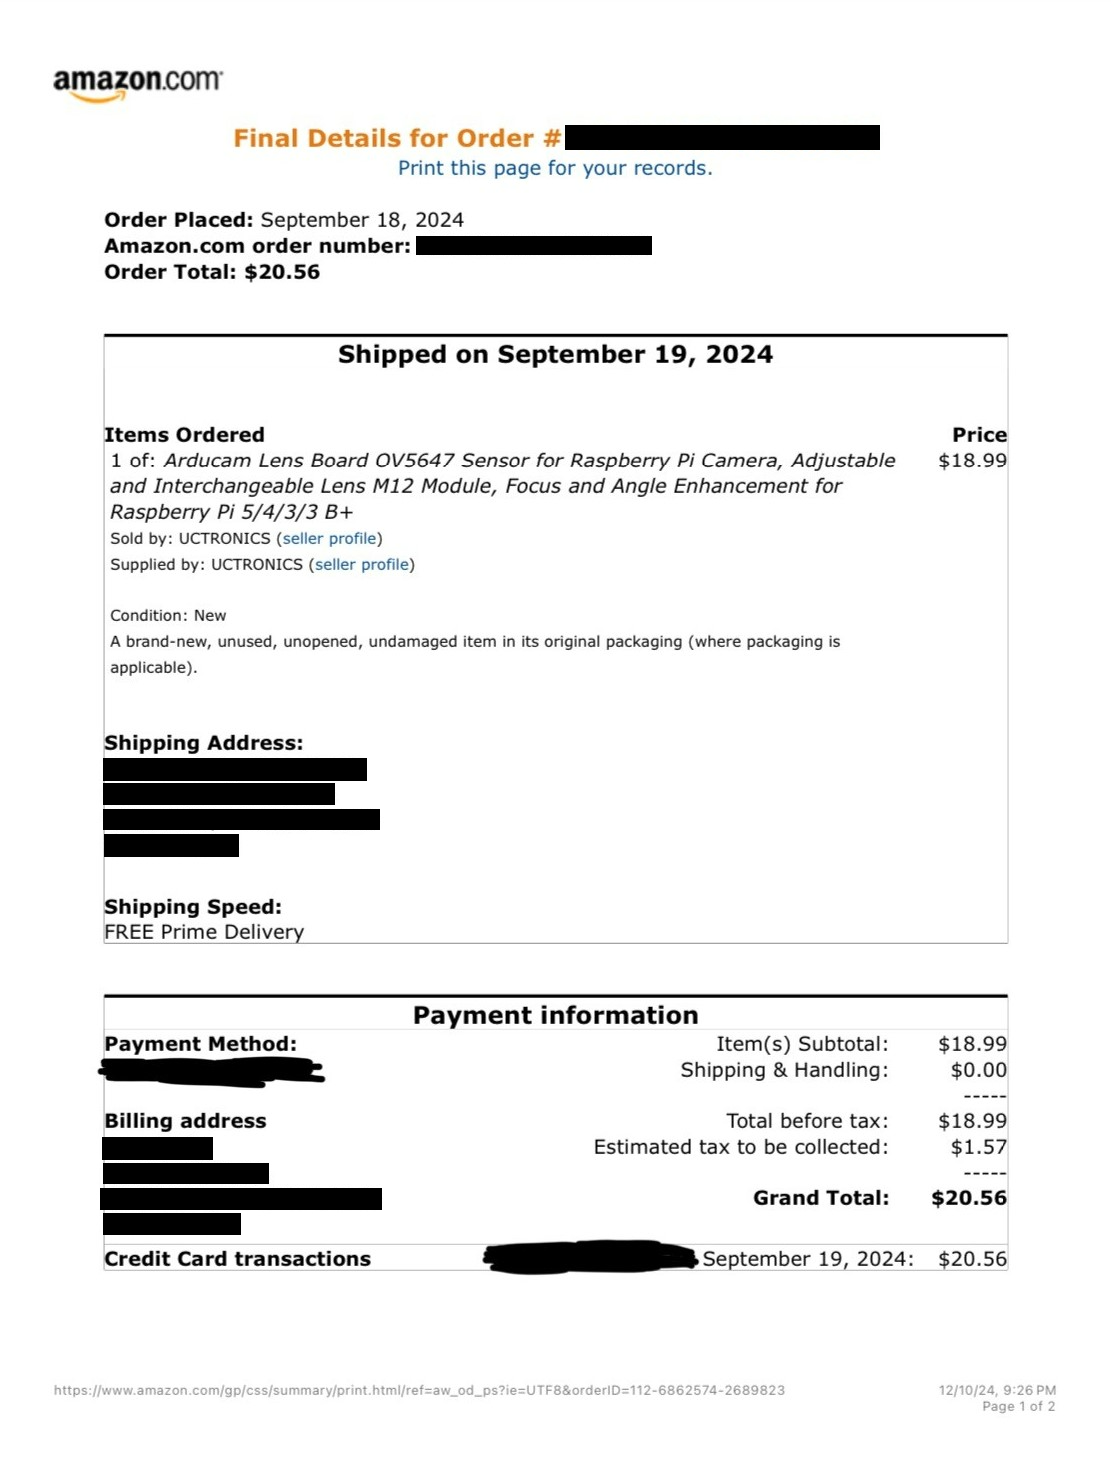 amazon.com
Final Details for Order #
Print this page for your records.
Order Placed: September 18, 2024
Amazon.com order number:
Order Total: $20.56
Shipped on September 19, 2024
Items Ordered Price
1 of: Arducam Lens Board OV5647 Sensor for Raspberry Pi Camera, Adjustable $18.99
and Interchangeable Lens M12 Module, Focus and Angle Enhancement for
Raspberry Pi 5/4/3/3 B+
Sold by: UCTRONICS (seller profile)
Supplied by: UCTRONICS (seller profile)
Condition: New
A brand-new, unused, unopened, undamaged item in its original packaging (where packaging is
applicable).
Shipping Address:
Shipping Speed:
FREE Prime Delivery
Payment information
Payment Method: Item(s) Subtotal: $18.99
Shipping & Handling: $0.00
-----
Billing address Total before tax: $18.99
Estimated tax to be collected: $1.57
-----
Grand Total: $20.56
Credit Card transactions September 19, 2024: $20.56
https://www.amazon.com/gp/css/summary/print.html/ref=aw_od_ps?ie=UTF8&orderID=112-6862574-2689823 12/10/24, 9:26 PM
Page 1 of 2